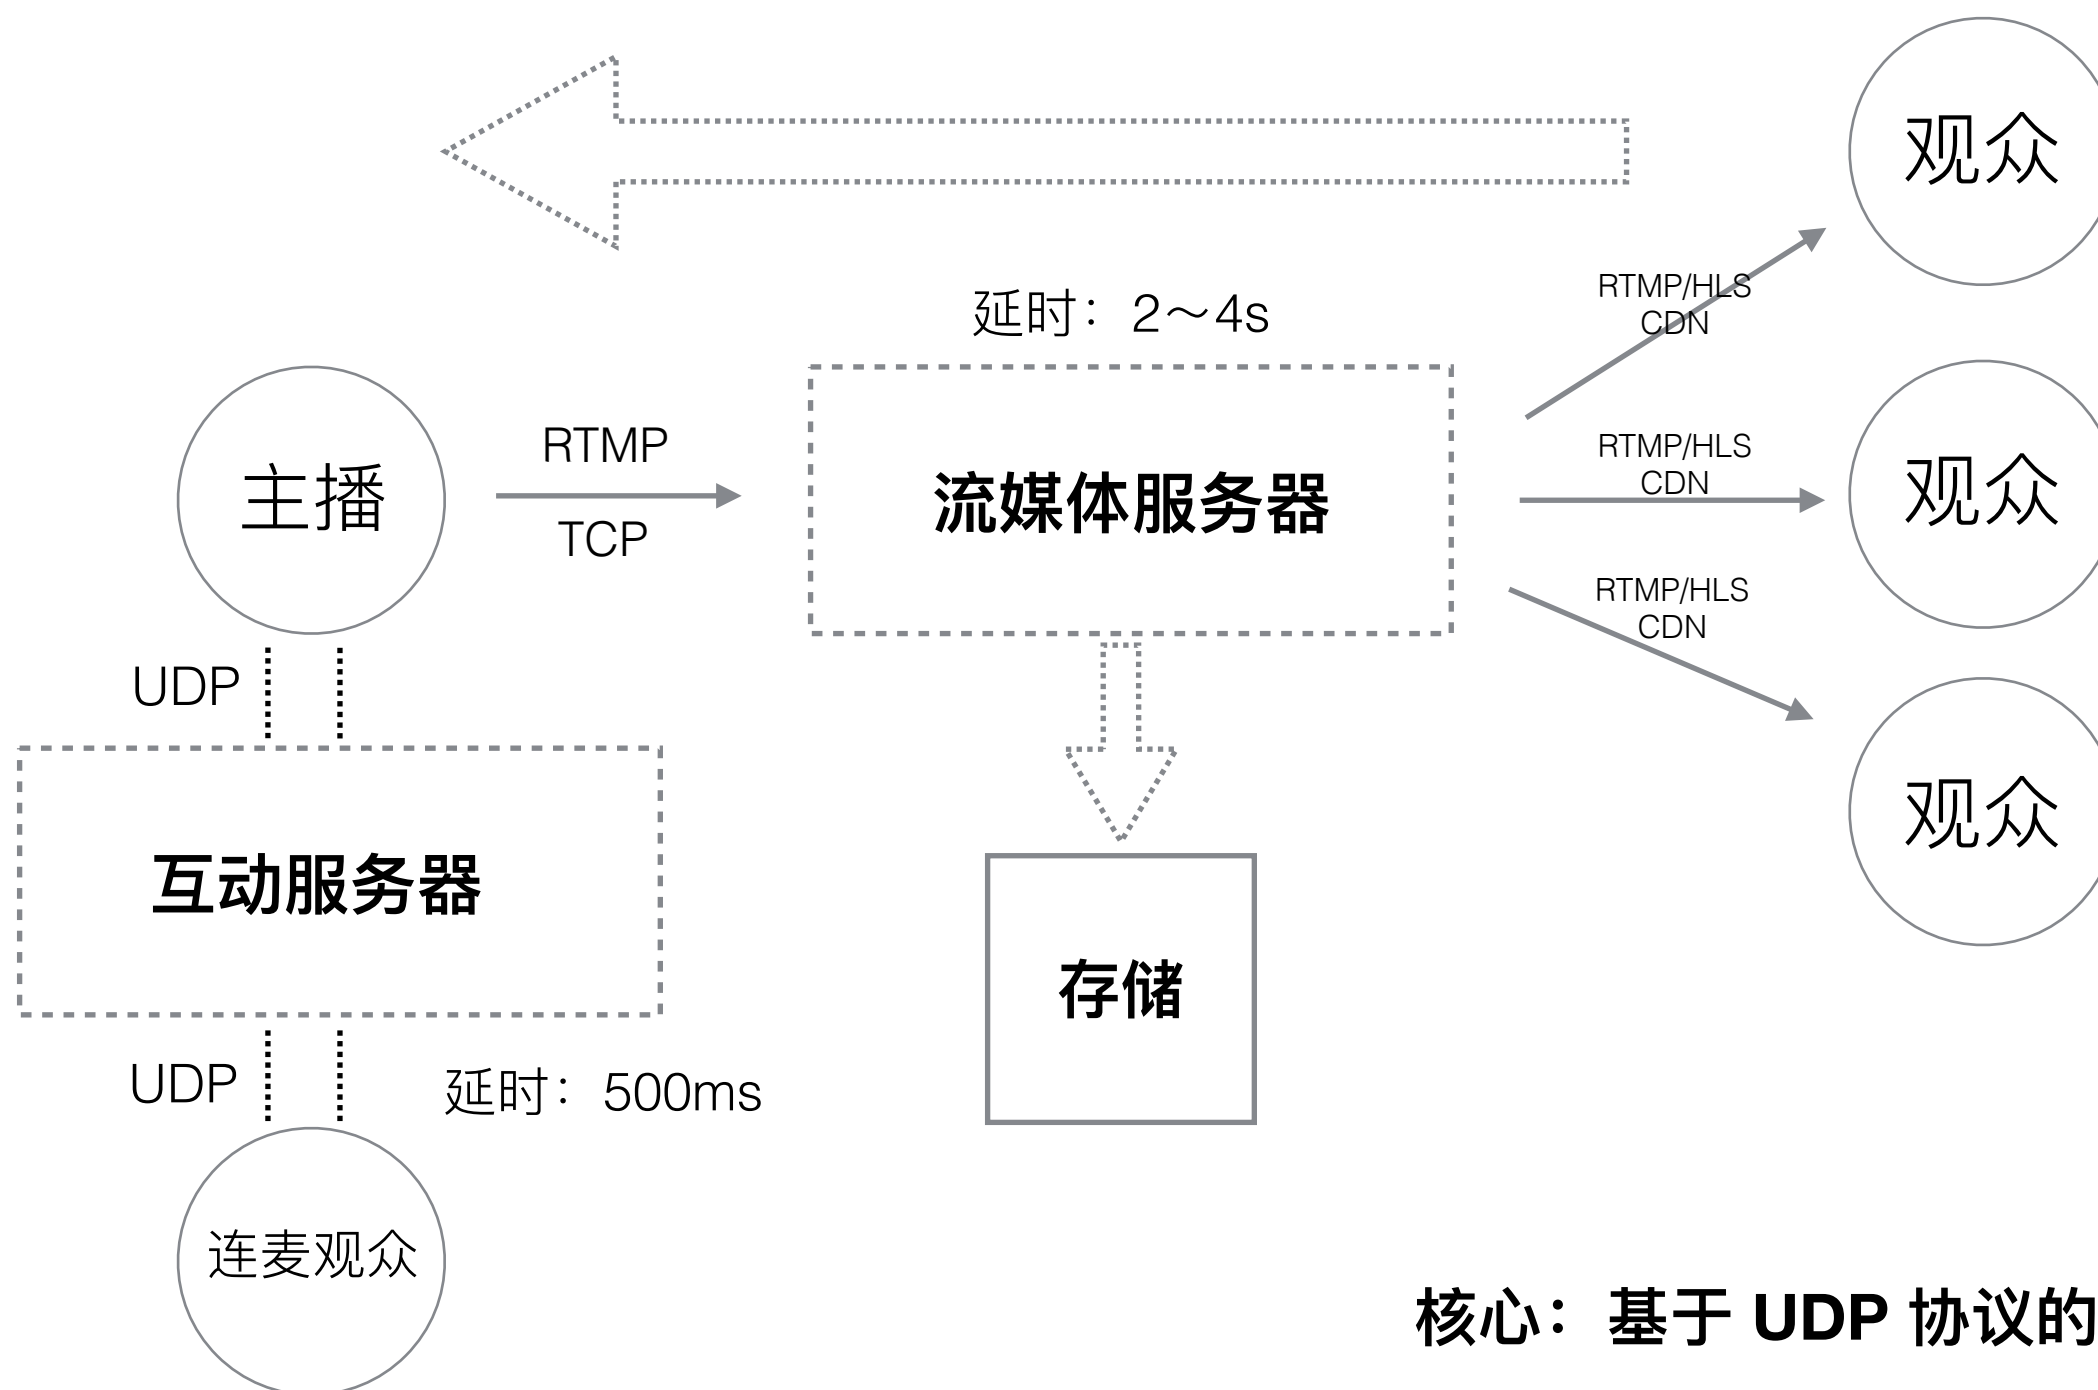 观众
RTMP/HLS
CDN
延时：2～4s
主播
RTMP
TCP
流媒体服务器
RTMP/HLS
CDN
观众
RTMP/HLS
CDN
UDP
观众
互动服务器
存储
UDP
延时：500ms
连麦观众
核心：基于 UDP 协议的